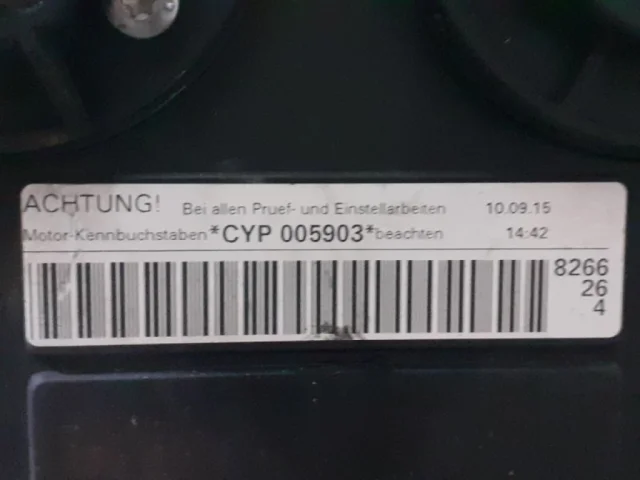 ACHTUNG! Bei allen Pruef- und Einstellarbeiten 10.09.15
Motor-Kennbuchstaben *CYP 005903* beachten 14:42
8266
26
4